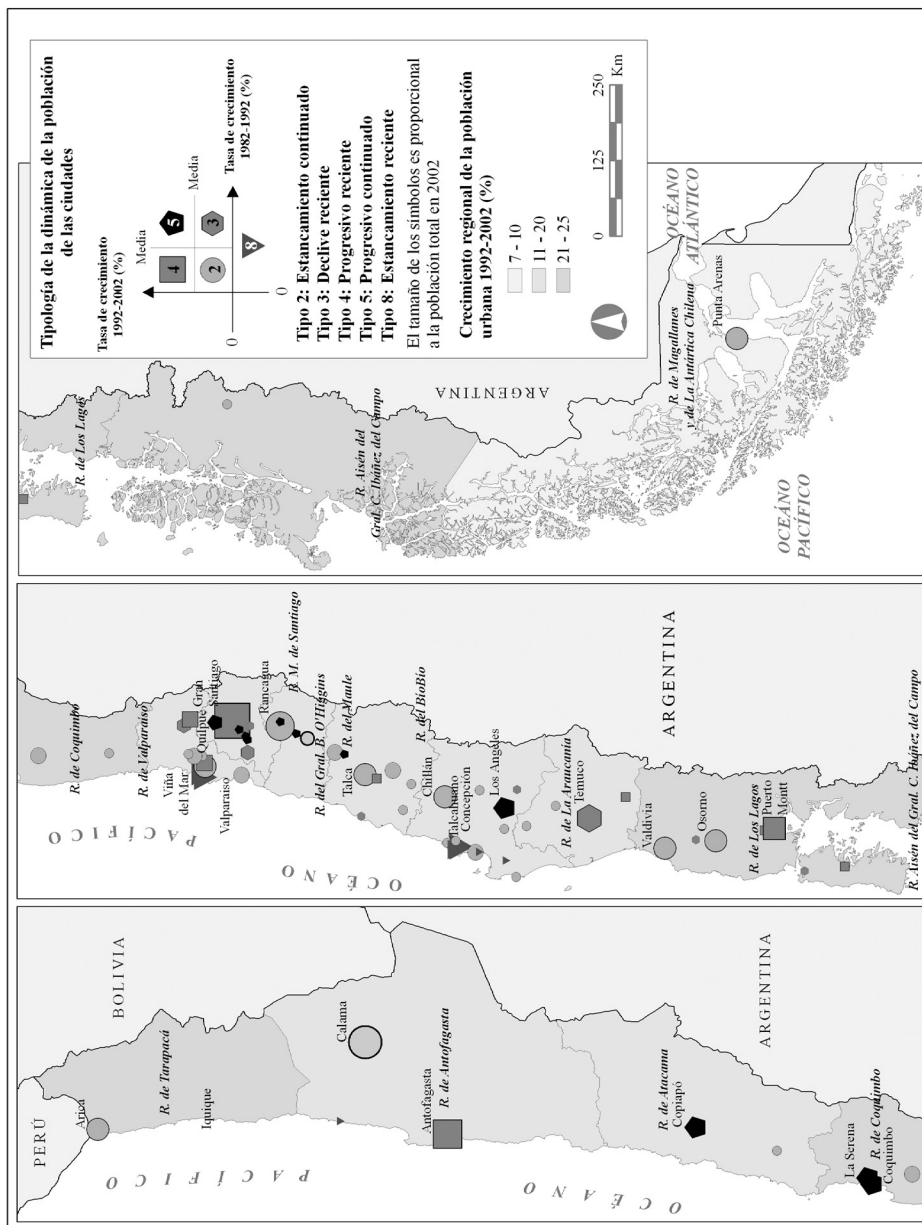 PERÚ
BOLIVIA
Arica
R. de Tarapacá
Iquique
PACÍFICO
Calama
Antofagasta
R. de Antofagasta
OCÉANO
R. de Atacama
Copiapó
ARGENTINA
La Serena
R. de Coquimbo
Coquimbo
R. de Coquimbo
PACÍFICO
R. de Valparaíso
Viña
del Mar
Quilpue
Gran
Santiago
Valparaíso
Rancagua
R. M. de Santiago
R. del Gral. B. O'Higgins
OCÉANO
Talca
R. del Maule
Chillán
R. del BíoBío
Talcahuano
Concepción
Los Angeles
R. de La Araucanía
Temuco
ARGENTINA
Valdivia
Osorno
R. de Los Lagos
Puerto
Montt
R. Aisén del Gral. C. Ibáñez del Campo
R. de Los Lagos
R. Aisén del
Gral. C. Ibáñez del Campo
ARGENTINA
R. de Magallanes
y de La Antártica Chilena
Punta Arenas
OCEÁNO
PACÍFICO
OCÉANO
ATLÁNTICO
Tipología de la dinámica de la población
de las ciudades
Tasa de crecimiento
1992-2002 (%)
Media
4
5
Media
2
3
0
8
0
Tasa de crecimiento
1982-1992 (%)
Tipo 2: Estancamiento continuado
Tipo 3: Declive reciente
Tipo 4: Progresivo reciente
Tipo 5: Progresivo continuado
Tipo 8: Estancamiento reciente
El tamaño de los símbolos es proporcional
a la población total en 2002
Crecimiento regional de la población
urbana 1992-2002 (%)
7 - 10
11 - 20
21 - 25
0 125 250
Km